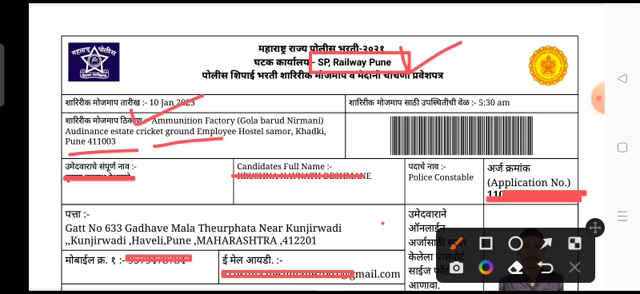 महाराष्ट्र राज्य पोलीस भरती-२०२१
घटक कार्यालय - SP, Railway Pune
पोलीस शिपाई भरती शारिरीक मोजमाप व मैदानी चाचणी प्रवेशपत्र
शारिरीक मोजमाप तारीख :- 10 Jan 2023
शारिरीक मोजमाप साठी उपस्थितीची वेळ :- 5:30 am
शारिरीक मोजमाप ठिकाण:- Ammunition Factory (Gola barud Nirmani)
Audinance estate cricket ground Employee Hostel samor, Khadki,
Pune 411003
उमेदवाराचे संपूर्ण नाव :-
Candidates Full Name :-
पदाचे नाव :-
Police Constable
अर्ज क्रमांक
(Application No.)
पत्ता :-
Gatt No 633 Gadhave Mala Theurphata Near Kunjirwadi
,,Kunjirwadi ,Haveli,Pune ,MAHARASHTRA ,412201
उमेदवाराने
ऑनलाईन
अर्जासाठी
केलेला
साईज
आणावा.
मोबाईल क्र. १ :-
ई मेल आयडी. :-
gmail.com